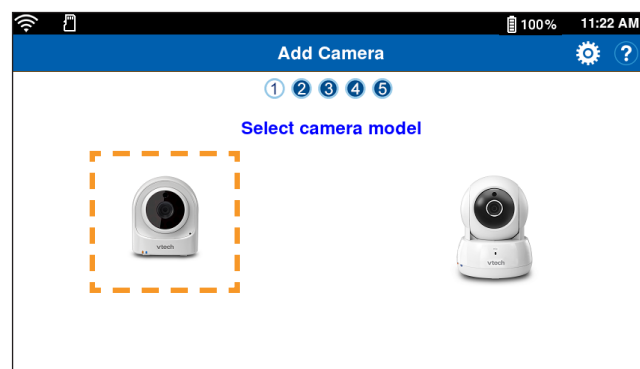 100% 11:22 AM
Add Camera ?
1 2 3 4 5
Select camera model
vtech vtech